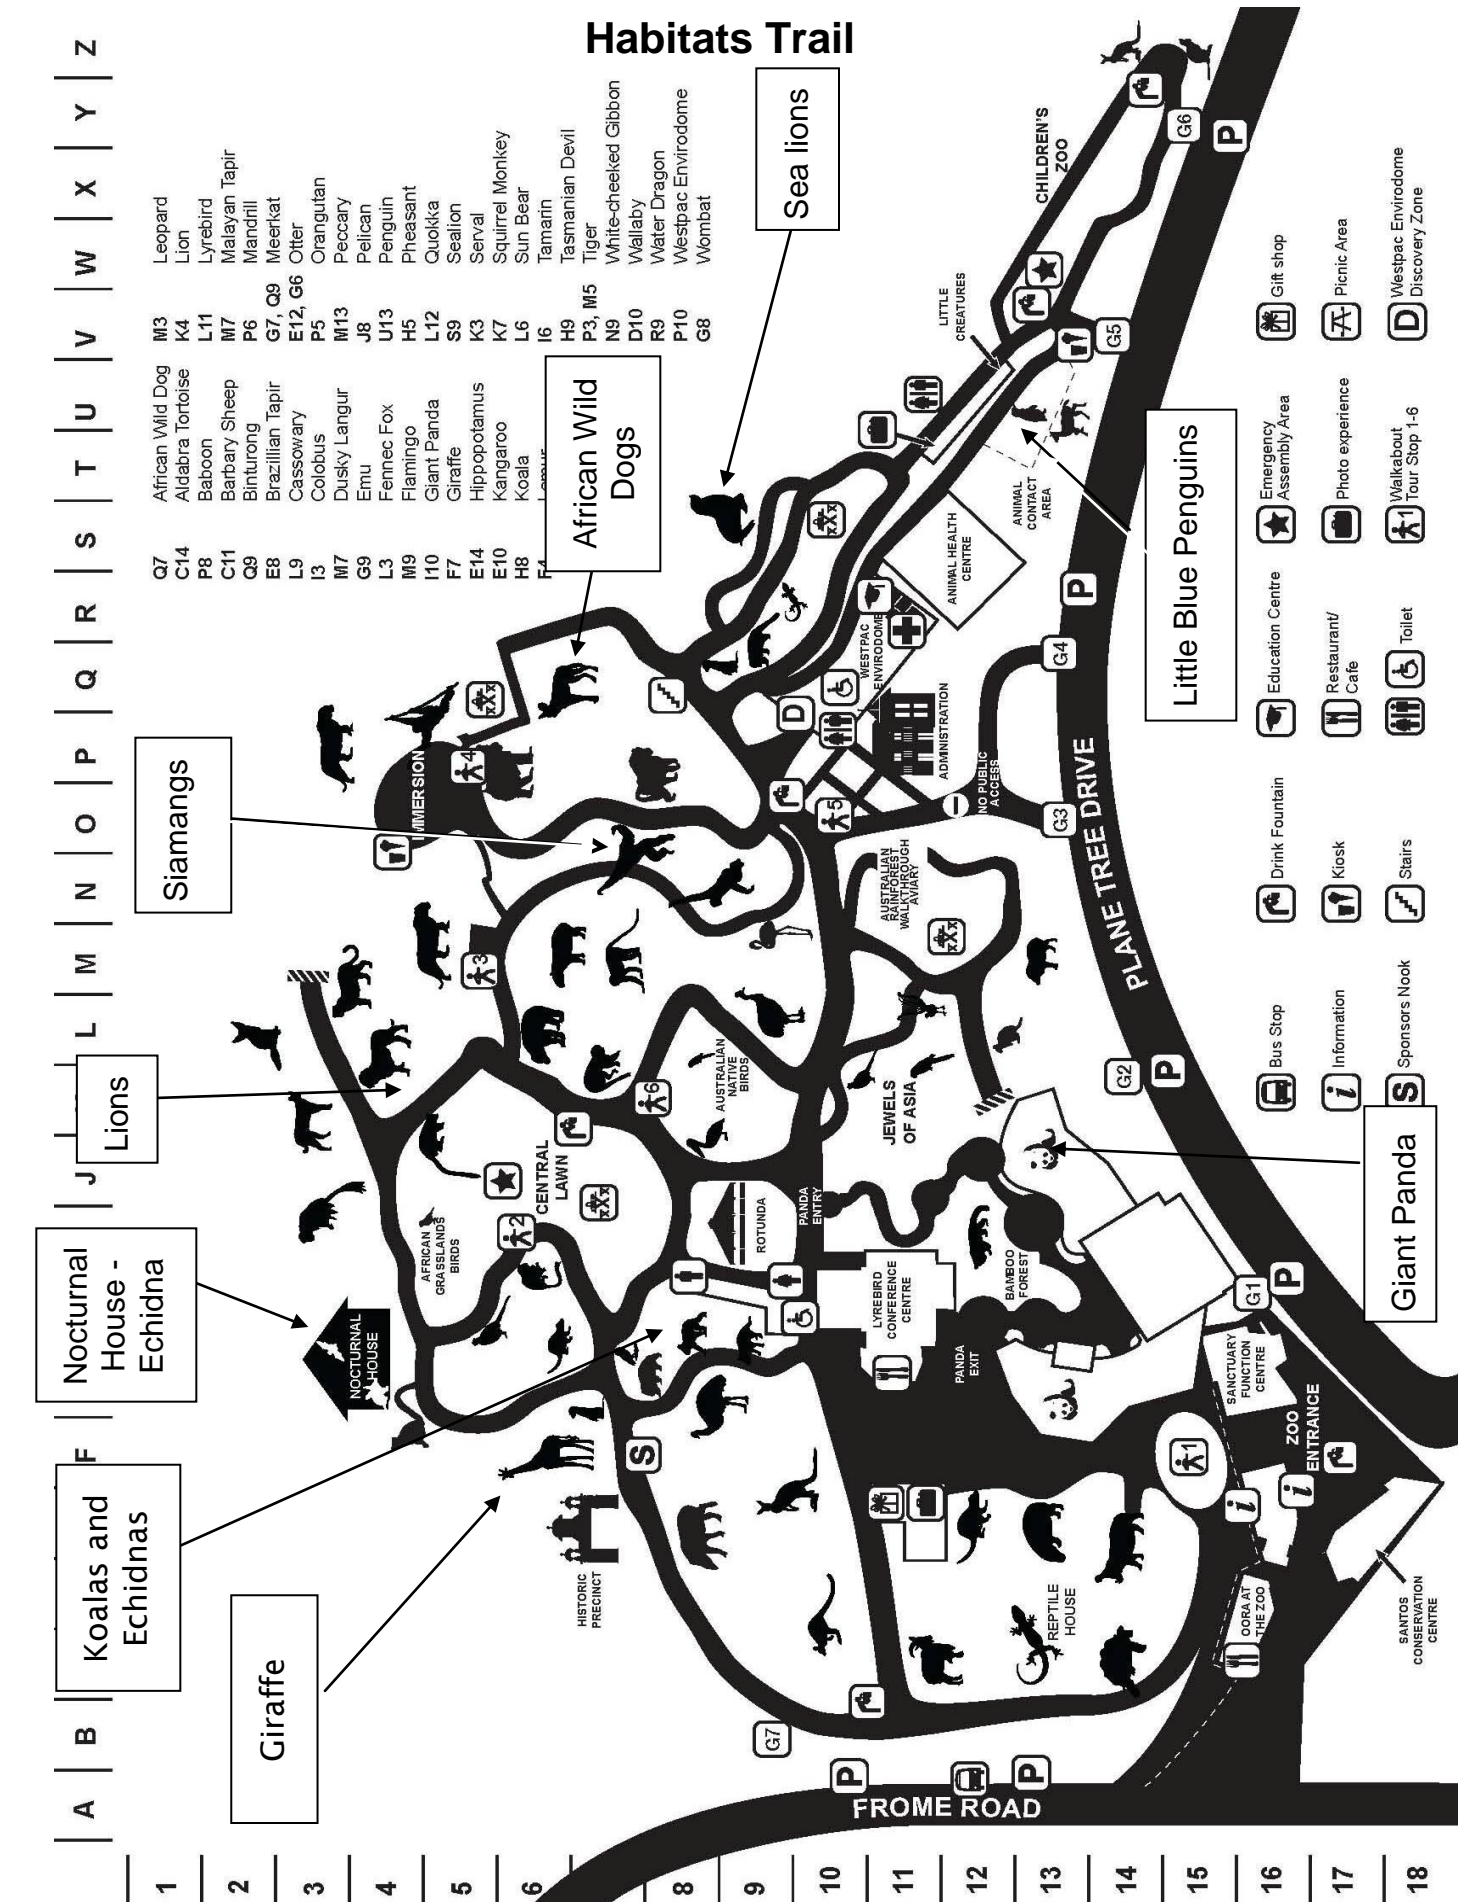 Habitats Trail
Z
Y
X
W
V
U
T
S
R
Q
P
O
N
M
L
J
F
B
A
1
2
3
4
5
6
8
9
10
11
12
13
14
15
16
17
18
Q7 African Wild Dog
C14 Aldabra Tortoise
P8 Baboon
C11 Barbary Sheep
Q9 Binturong
E8 Brazillian Tapir
L9 Cassowary
I3 Colobus
M7 Dusky Langur
G9 Emu
L3 Fennec Fox
M9 Flamingo
I10 Giant Panda
F7 Giraffe
E14 Hippopotamus
E10 Kangaroo
H8 Koala
M3 Leopard
K4 Lion
L11 Lyrebird
M7 Malayan Tapir
P6 Mandrill
G7, Q9 Meerkat
E12, G6 Otter
P5 Orangutan
M13 Peccary
J8 Pelican
U13 Penguin
H5 Pheasant
L12 Quokka
S9 Sealion
K3 Serval
K7 Squirrel Monkey
L6 Sun Bear
I6 Tamarin
H9 Tasmanian Devil
P3, M5 Tiger
N9 White-cheeked Gibbon
D10 Wallaby
R9 Water Dragon
P10 Westpac Envirodome
G8 Wombat
Sea lions
African Wild
Dogs
Siamangs
Lions
Nocturnal
House -
Echidna
Koalas and
Echidnas
Giraffe
Little Blue Penguins
Giant Panda
CHILDREN'S
ZOO
LITTLE
CREATURES
ANIMAL
CONTACT
AREA
ANIMAL HEALTH
CENTRE
WESTPAC
ENVIRODOME
ADMINISTRATION
NO PUBLIC
ACCESS
IMMERSION
AUSTRALIAN
RAINFOREST
WALKTHROUGH
AVIARY
AUSTRALIAN
NATIVE
BIRDS
JEWELS
OF ASIA
CENTRAL
LAWN
AFRICAN
GRASSLANDS
BIRDS
ROTUNDA
PANDA
ENTRY
NOCTURNAL
HOUSE
LYREBIRD
CONFERENCE
CENTRE
BAMBOO
FOREST
PANDA
EXIT
HISTORIC
PRECINCT
REPTILE
HOUSE
SANCTUARY
FUNCTION
CENTRE
ZOO
ENTRANCE
OORA AT
THE ZOO
SANTOS
CONSERVATION
CENTRE
PLANE TREE DRIVE
FROME ROAD
G1
G2
G3
G4
G5
G6
G7
P
P
P
P
P
P
1
2
3
4
5
6
S
D
i
i
Bus Stop
i Information
S Sponsors Nook
Drink Fountain
Kiosk
Stairs
Education Centre
Restaurant/
Cafe
Toilet
Emergency
Assembly Area
Photo experience
1 Walkabout
Tour Stop 1-6
Gift shop
Picnic Area
D Westpac Envirodome
Discovery Zone